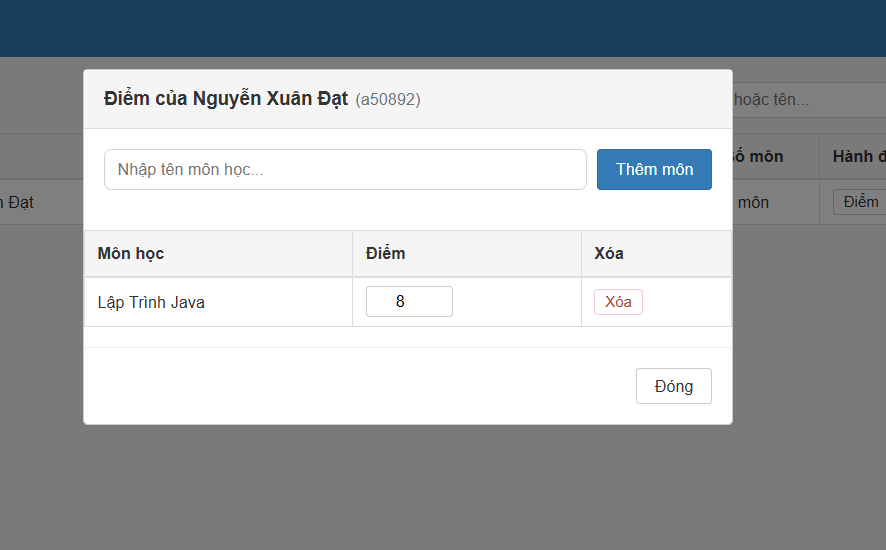 Điểm của Nguyễn Xuân Đạt (a50892)
hoặc tên...
Nhập tên môn học...
Thêm môn
môn
Hành
Đạt
môn
Điểm
Môn học
Điểm
Xóa
Lập Trình Java
8
Xóa
Đóng